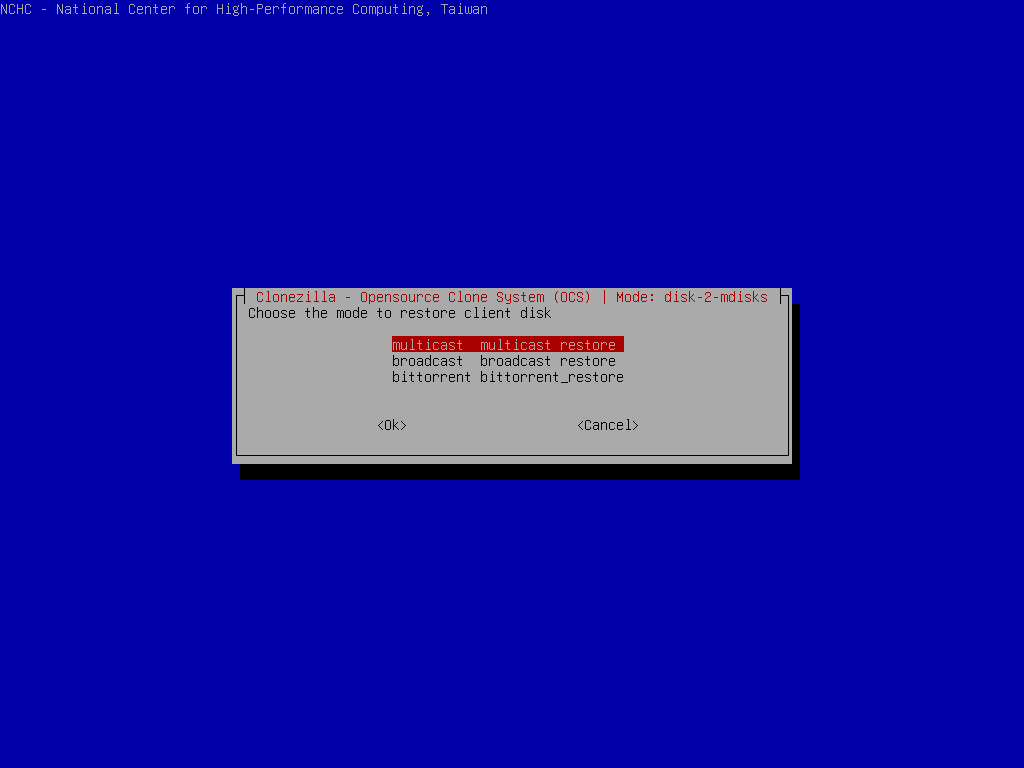 NCHC - National Center for High-Performance Computing, Taiwan
Clonezilla - Opensource Clone System (OCS) | Mode: disk-2-mdisks
Choose the mode to restore client disk
multicast multicast restore
broadcast broadcast restore
bittorrent bittorrent_restore
<Ok> <Cancel>